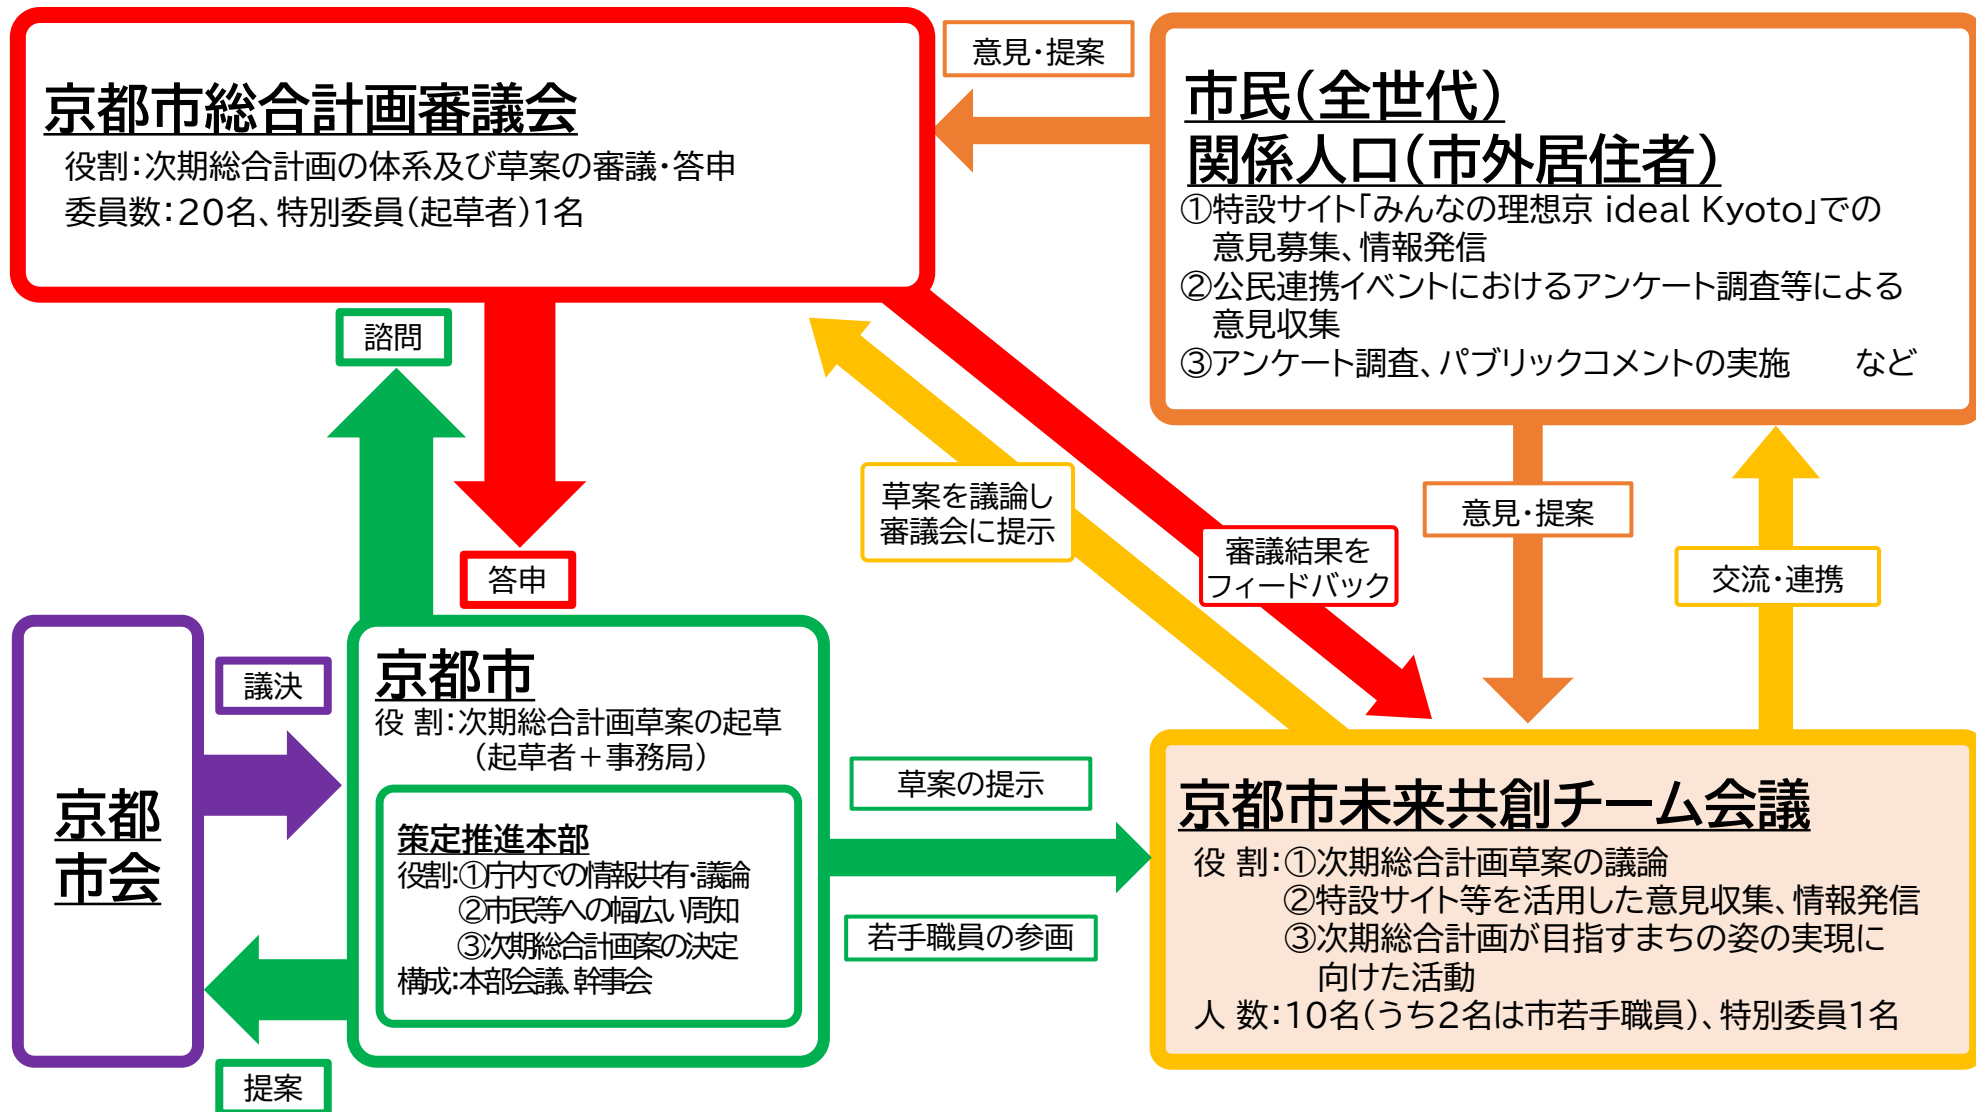 京都市総合計画審議会
役割：次期総合計画の体系及び草案の審議・答申
委員数：20名、特別委員（起草者）1名
意見・提案
市民（全世代）
関係人口（市外居住者）
①特設サイト「みんなの理想京 ideal Kyoto」での
意見募集、情報発信
②公民連携イベントにおけるアンケート調査等による
意見収集
③アンケート調査、パブリックコメントの実施　　など
諮問
答申
草案を議論し
審議会に提示
審議結果を
フィードバック
意見・提案
交流・連携
京都
市会
議決
提案
京都市
役 割：次期総合計画草案の起草
（起草者＋事務局）
策定推進本部
役割：①庁内での情報共有・議論
②市民等への幅広い周知
③次期総合計画案の決定
構成：本部会議、幹事会
草案の提示
若手職員の参画
京都市未来共創チーム会議
役 割：①次期総合計画草案の議論
②特設サイト等を活用した意見収集、情報発信
③次期総合計画が目指すまちの姿の実現に
向けた活動
人 数：10名（うち2名は市若手職員）、特別委員1名